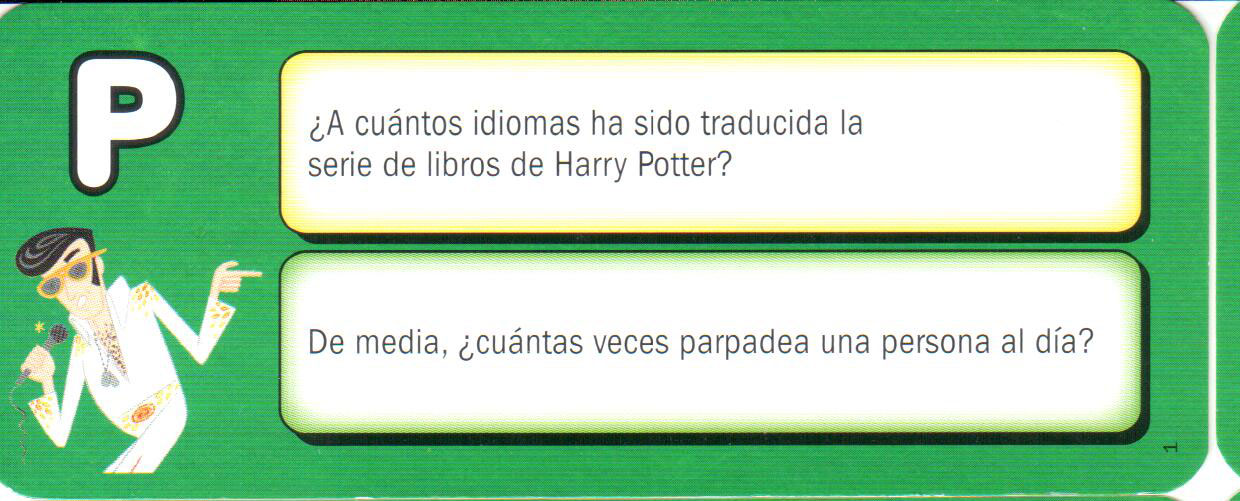 P
¿A cuántos idiomas ha sido traducida la
serie de libros de Harry Potter?
De media, ¿cuántas veces parpadea una persona al día?
1